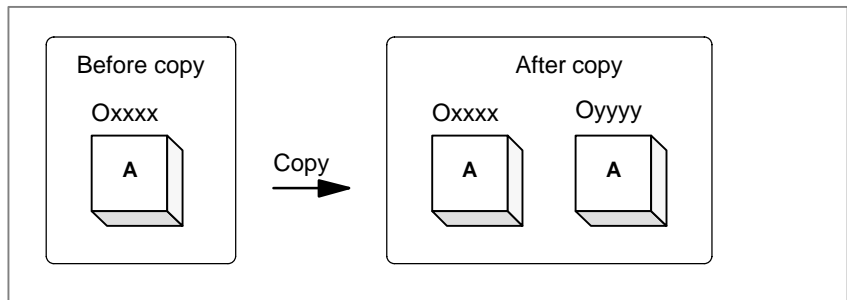 Before copy
Oxxxx
A
Copy
After copy
Oxxxx
Oyyyy
A
A